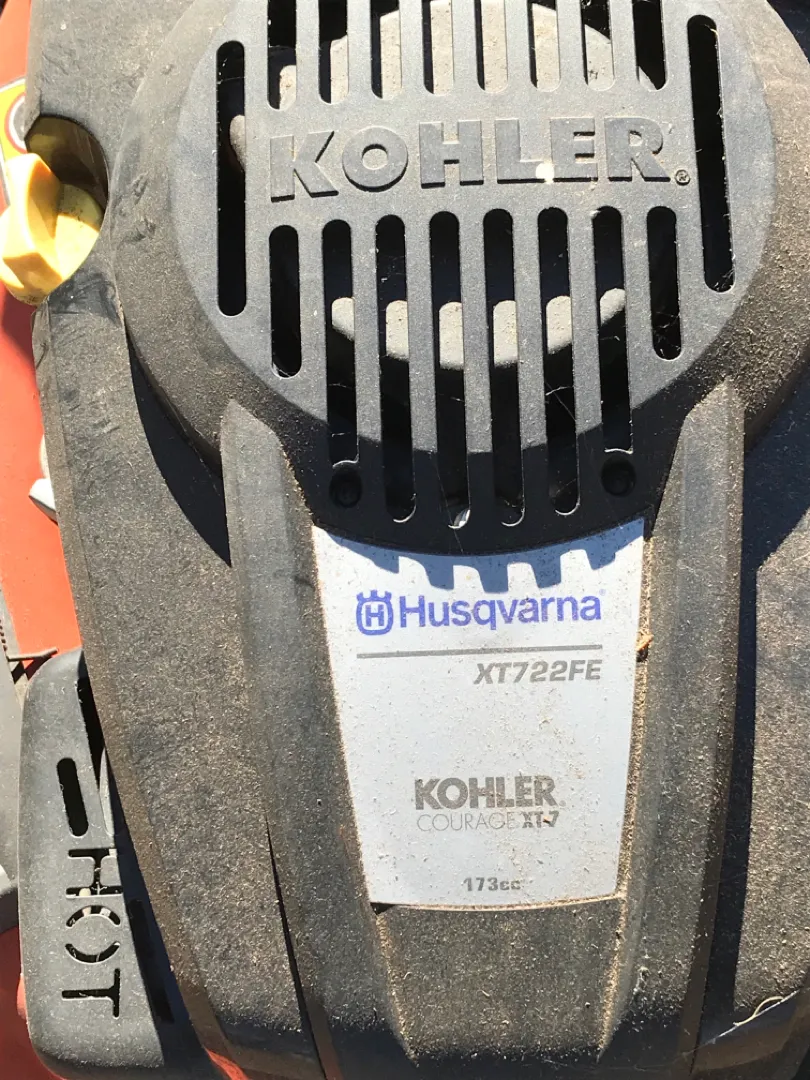 KOHLER®
Husqvarna
XT722FE
KOHLER
COURAGE XT-7
173cc
HOT